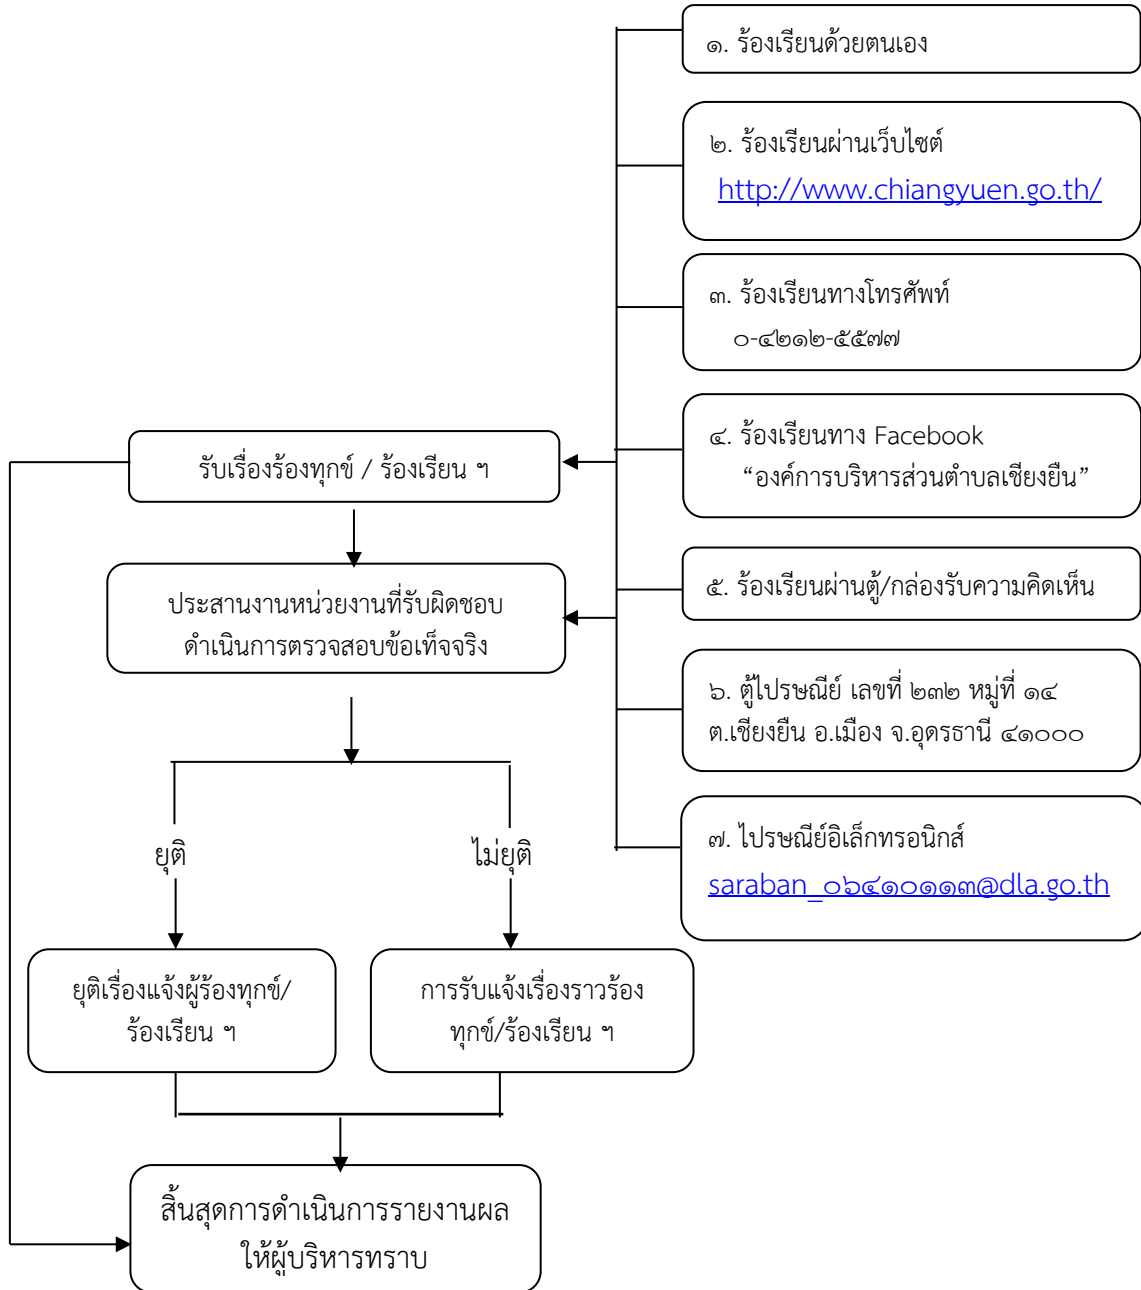 ๑. ร้องเรียนด้วยตนเอง
๒. ร้องเรียนผ่านเว็บไซต์
http://www.chiangyuen.go.th/
๓. ร้องเรียนทางโทรศัพท์
๐-๔๒๑๒-๕๕๗๗
๔. ร้องเรียนทาง Facebook
“องค์การบริหารส่วนตำบลเชียงยืน”
๕. ร้องเรียนผ่านตู้/กล่องรับความคิดเห็น
๖. ตู้ไปรษณีย์ เลขที่ ๒๓๒ หมู่ที่ ๑๔
ต.เชียงยืน อ.เมือง จ.อุดรธานี ๔๑๐๐๐
๗. ไปรษณีย์อิเล็กทรอนิกส์
saraban_๐๖๔๑๐๑๑๓@dla.go.th
รับเรื่องร้องทุกข์ / ร้องเรียน ฯ
ประสานงานหน่วยงานที่รับผิดชอบ
ดำเนินการตรวจสอบข้อเท็จจริง
ยุติ
ไม่ยุติ
ยุติเรื่องแจ้งผู้ร้องทุกข์/
ร้องเรียน ฯ
การรับแจ้งเรื่องราวร้อง
ทุกข์/ร้องเรียน ฯ
สิ้นสุดการดำเนินการรายงานผล
ให้ผู้บริหารทราบ